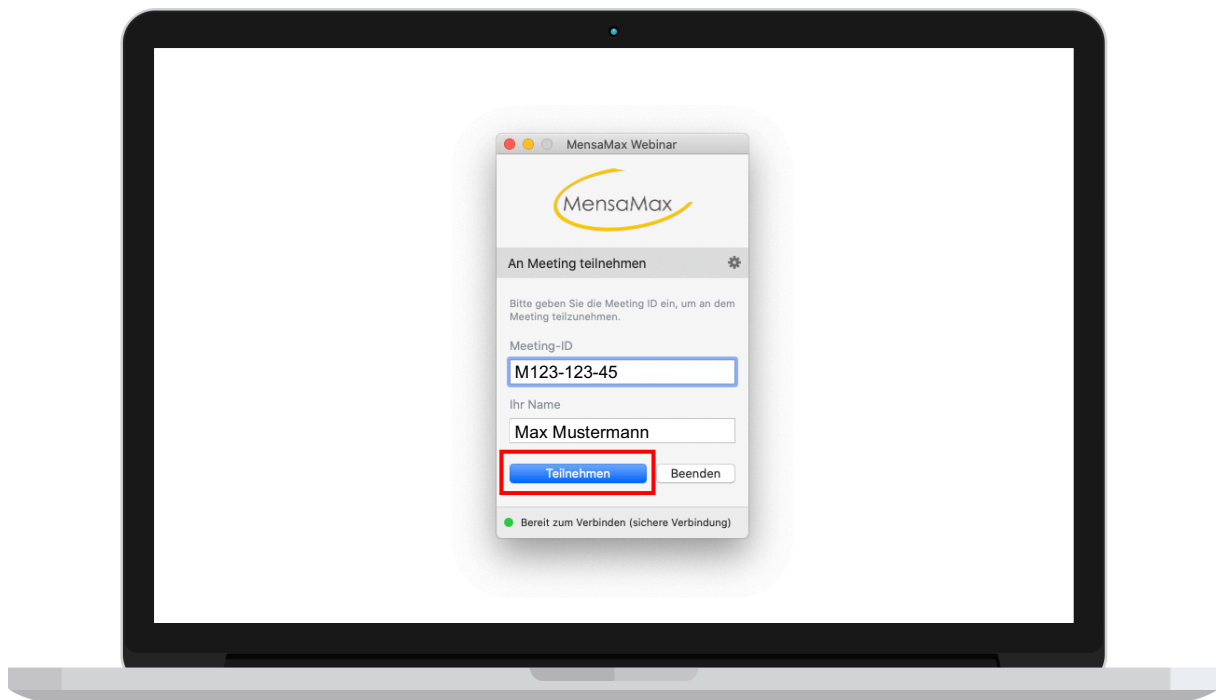 MensaMax Webinar
MensaMax
An Meeting teilnehmen
Bitte geben Sie die Meeting ID ein, um an dem
Meeting teilzunehmen.
Meeting-ID
M123-123-45
Ihr Name
Max Mustermann
Teilnehmen Beenden
Bereit zum Verbinden (sichere Verbindung)